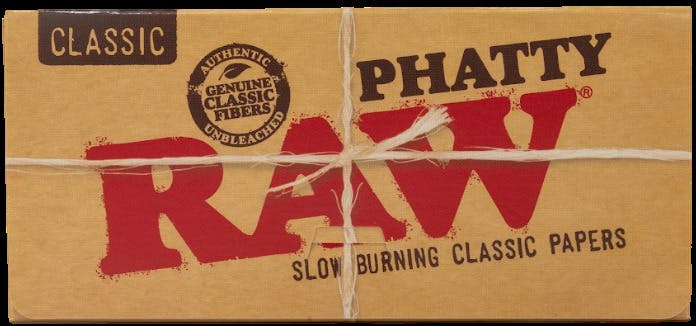 CLASSIC
AUTHENTIC
GENUINE
CLASSIC
FIBERS
UNBLEACHED
PHATTY
RAW®
SLOW BURNING CLASSIC PAPERS